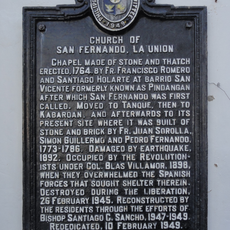 CHURCH OF
SAN FERNANDO, LA UNION
CHAPEL MADE OF STONE AND THATCH
ERECTED, 1764, BY FR. FRANCISCO ROMERO
AND SANTIAGO HOLARTE AT BARRIO SAN
VICENTE FORMERLY KNOWN AS PINDANGAN
AFTER WHICH SAN FERNANDO WAS FIRST
CALLED. MOVED TO TANQUE, THEN TO
KABAROAN, AND AFTERWARDS TO ITS
PRESENT SITE WHERE IT WAS BUILT OF
STONE AND BRICK BY FR. JUAN SOROLLA,
SIMON GUILLERMO AND PEDRO FERNANDO,
1773-1786. DAMAGED BY EARTHQUAKE,
1892. OCCUPIED BY THE REVOLUTION-
ISTS UNDER COL. BLAS VILLAMOR, 1898,
WHEN THEY OVERWHELMED THE SPANISH
FORCES THAT SOUGHT SHELTER THEREIN.
DESTROYED DURING THE LIBERATION,
26 FEBRUARY 1945. RECONSTRUCTED BY
THE RESIDENTS THROUGH THE EFFORTS OF
BISHOP SANTIAGO C. SANCHO, 1947-1949.
REDEDICATED, 10 FEBRUARY 1949.